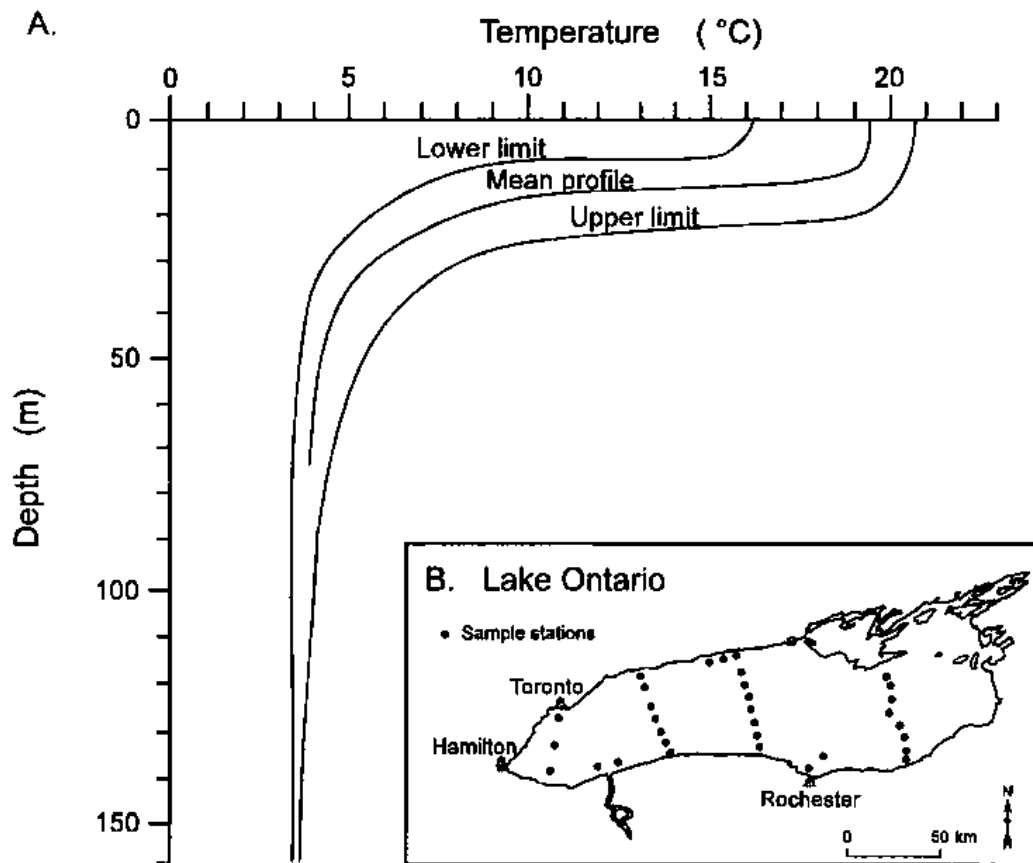 A.
Temperature ( °C)
0 5 10 15 20
0
Lower limit
Mean profile
Upper limit
50
Depth (m)
100
150
B. Lake Ontario
Sample stations
Toronto
Hamilton
Rochester
N
0 50 km